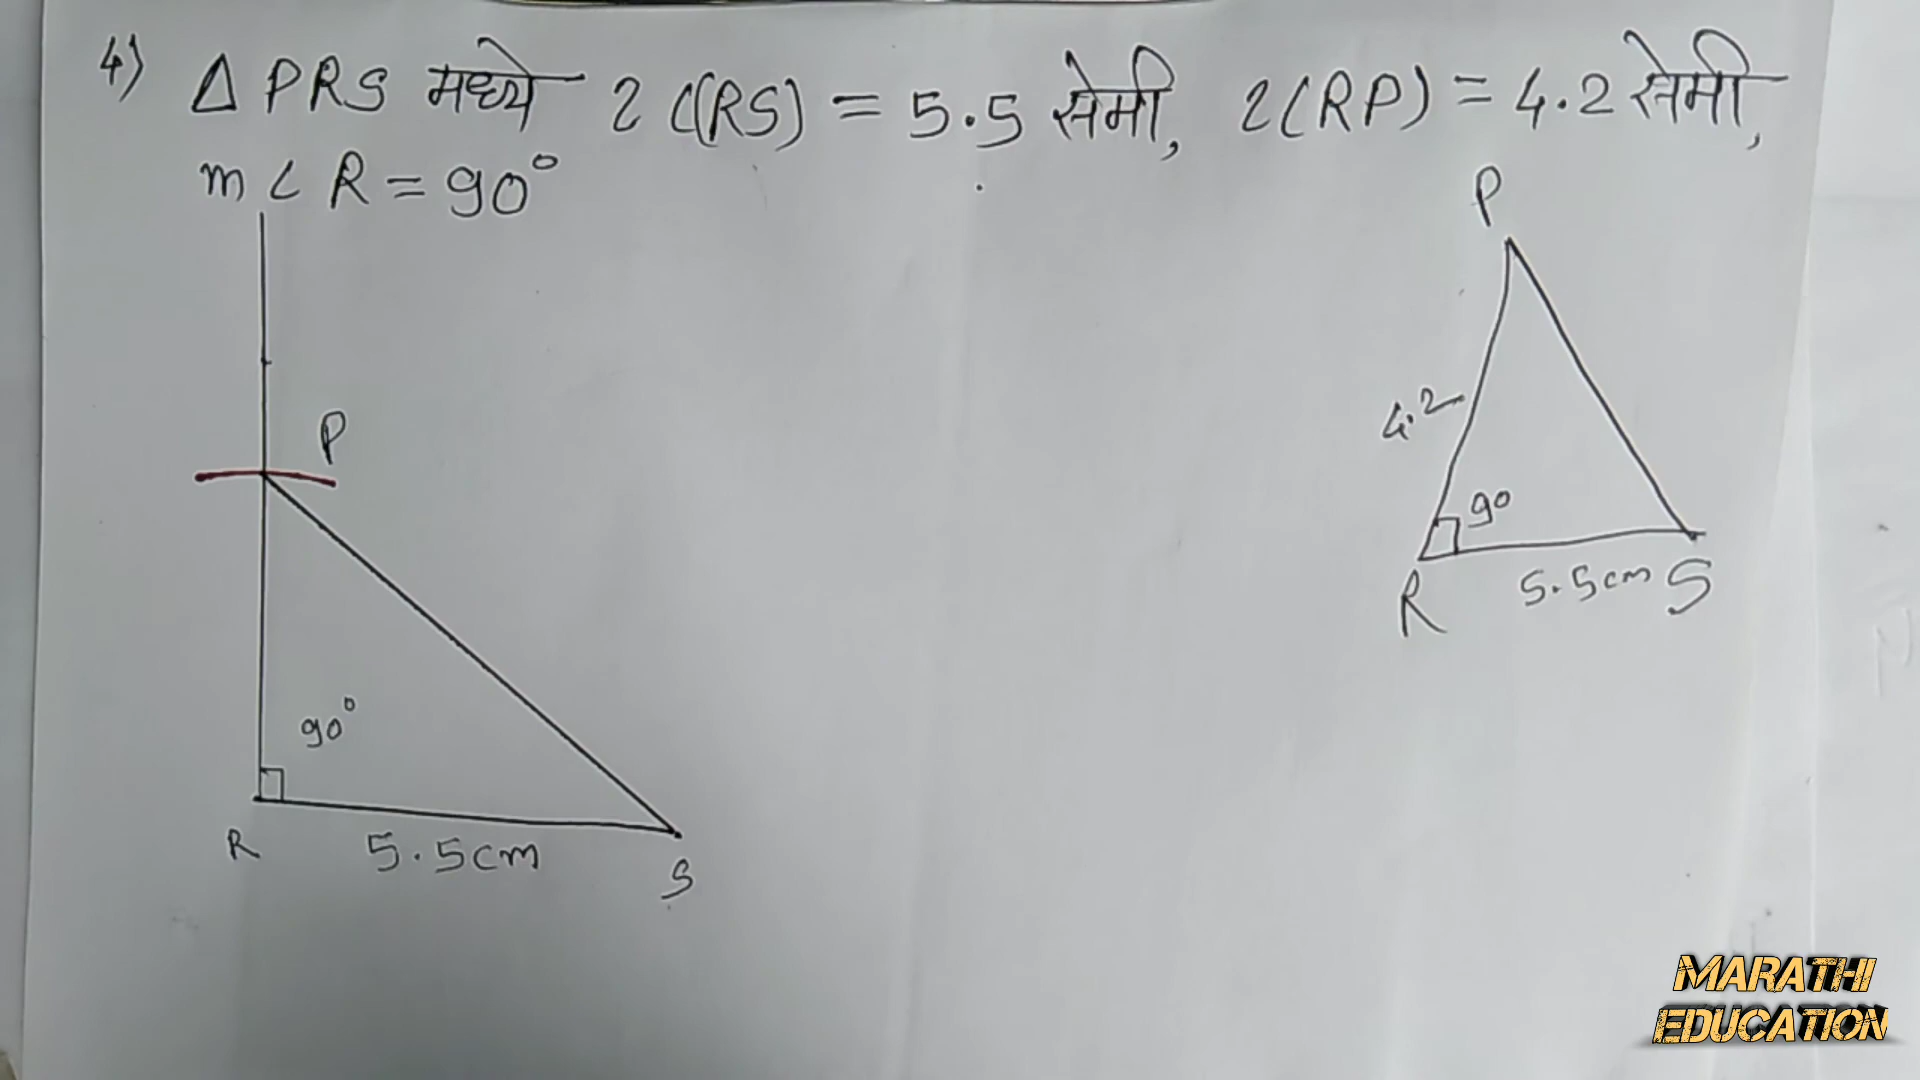 4) Δ PRS मध्ये l((RS) = 5.5 सेमी, l(RP) = 4.2 सेमी,
m ∠ R = 90°
P
4.2
90
R
5.5cm
S
P
90°
R
5.5cm
S
MARATHI
EDUCATION